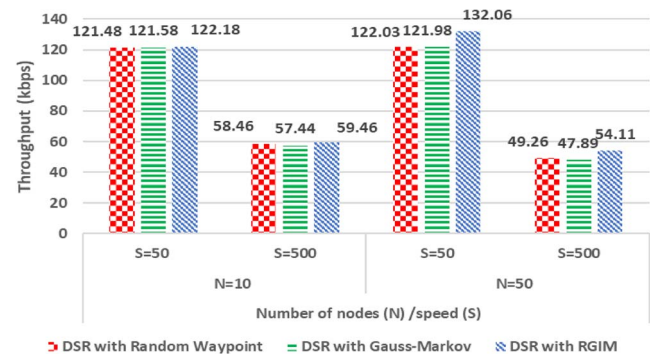 Throughput (kbps)
140
120
100
80
60
40
20
0
121.48 121.58 122.18
58.46 57.44 59.46
122.03 121.98 132.06
49.26 47.89 54.11
S=50 S=500 S=50 S=500
N=10 N=50
Number of nodes (N) /speed (S)
DSR with Random Waypoint DSR with Gauss-Markov DSR with RGIM